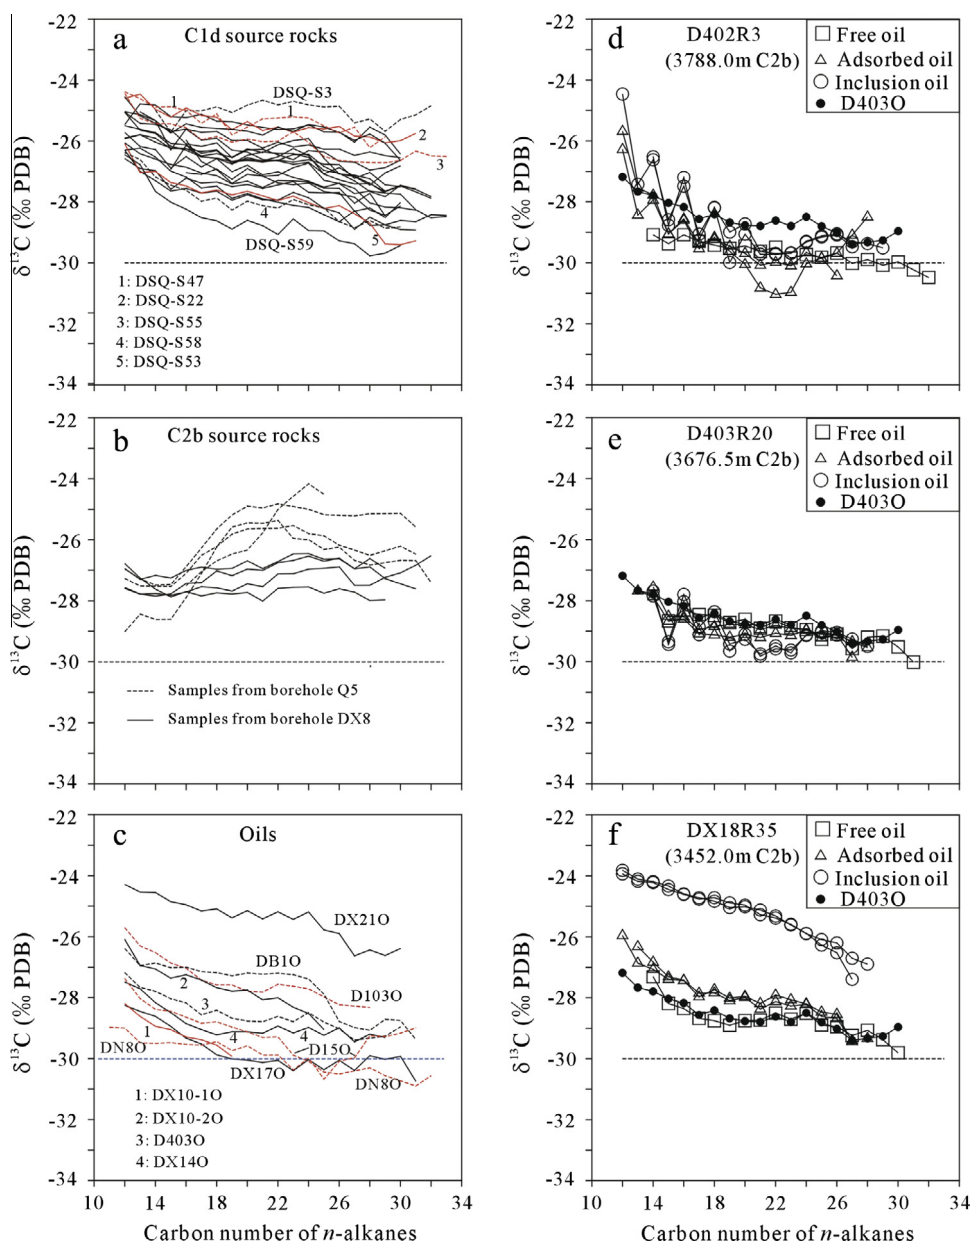 a
C1d source rocks
DSQ-S3
1
1
2
3
4
5
DSQ-S59
1: DSQ-S47
2: DSQ-S22
3: DSQ-S55
4: DSQ-S58
5: DSQ-S53
-22
-24
-26
-28
-30
-32
-34
δ13C (‰ PDB)
10 14 18 22 26 30 34
d
D402R3
(3788.0m C2b)
Free oil
Adsorbed oil
Inclusion oil
D403O
-22
-24
-26
-28
-30
-32
-34
δ13C (‰ PDB)
b
C2b source rocks
Samples from borehole Q5
Samples from borehole DX8
-22
-24
-26
-28
-30
-32
-34
δ13C (‰ PDB)
e
D403R20
(3676.5m C2b)
Free oil
Adsorbed oil
Inclusion oil
D403O
-22
-24
-26
-28
-30
-32
-34
δ13C (‰ PDB)
c
Oils
DX21O
DB1O
2
D103O
3
1
4
4
DN8O
D15O
DX17O
DN8O
1: DX10-1O
2: DX10-2O
3: D403O
4: DX14O
-22
-24
-26
-28
-30
-32
-34
δ13C (‰ PDB)
10 14 18 22 26 30 34
Carbon number of n-alkanes
f
DX18R35
(3452.0m C2b)
Free oil
Adsorbed oil
Inclusion oil
D403O
-22
-24
-26
-28
-30
-32
-34
δ13C (‰ PDB)
10 14 18 22 26 30 34
Carbon number of n-alkanes